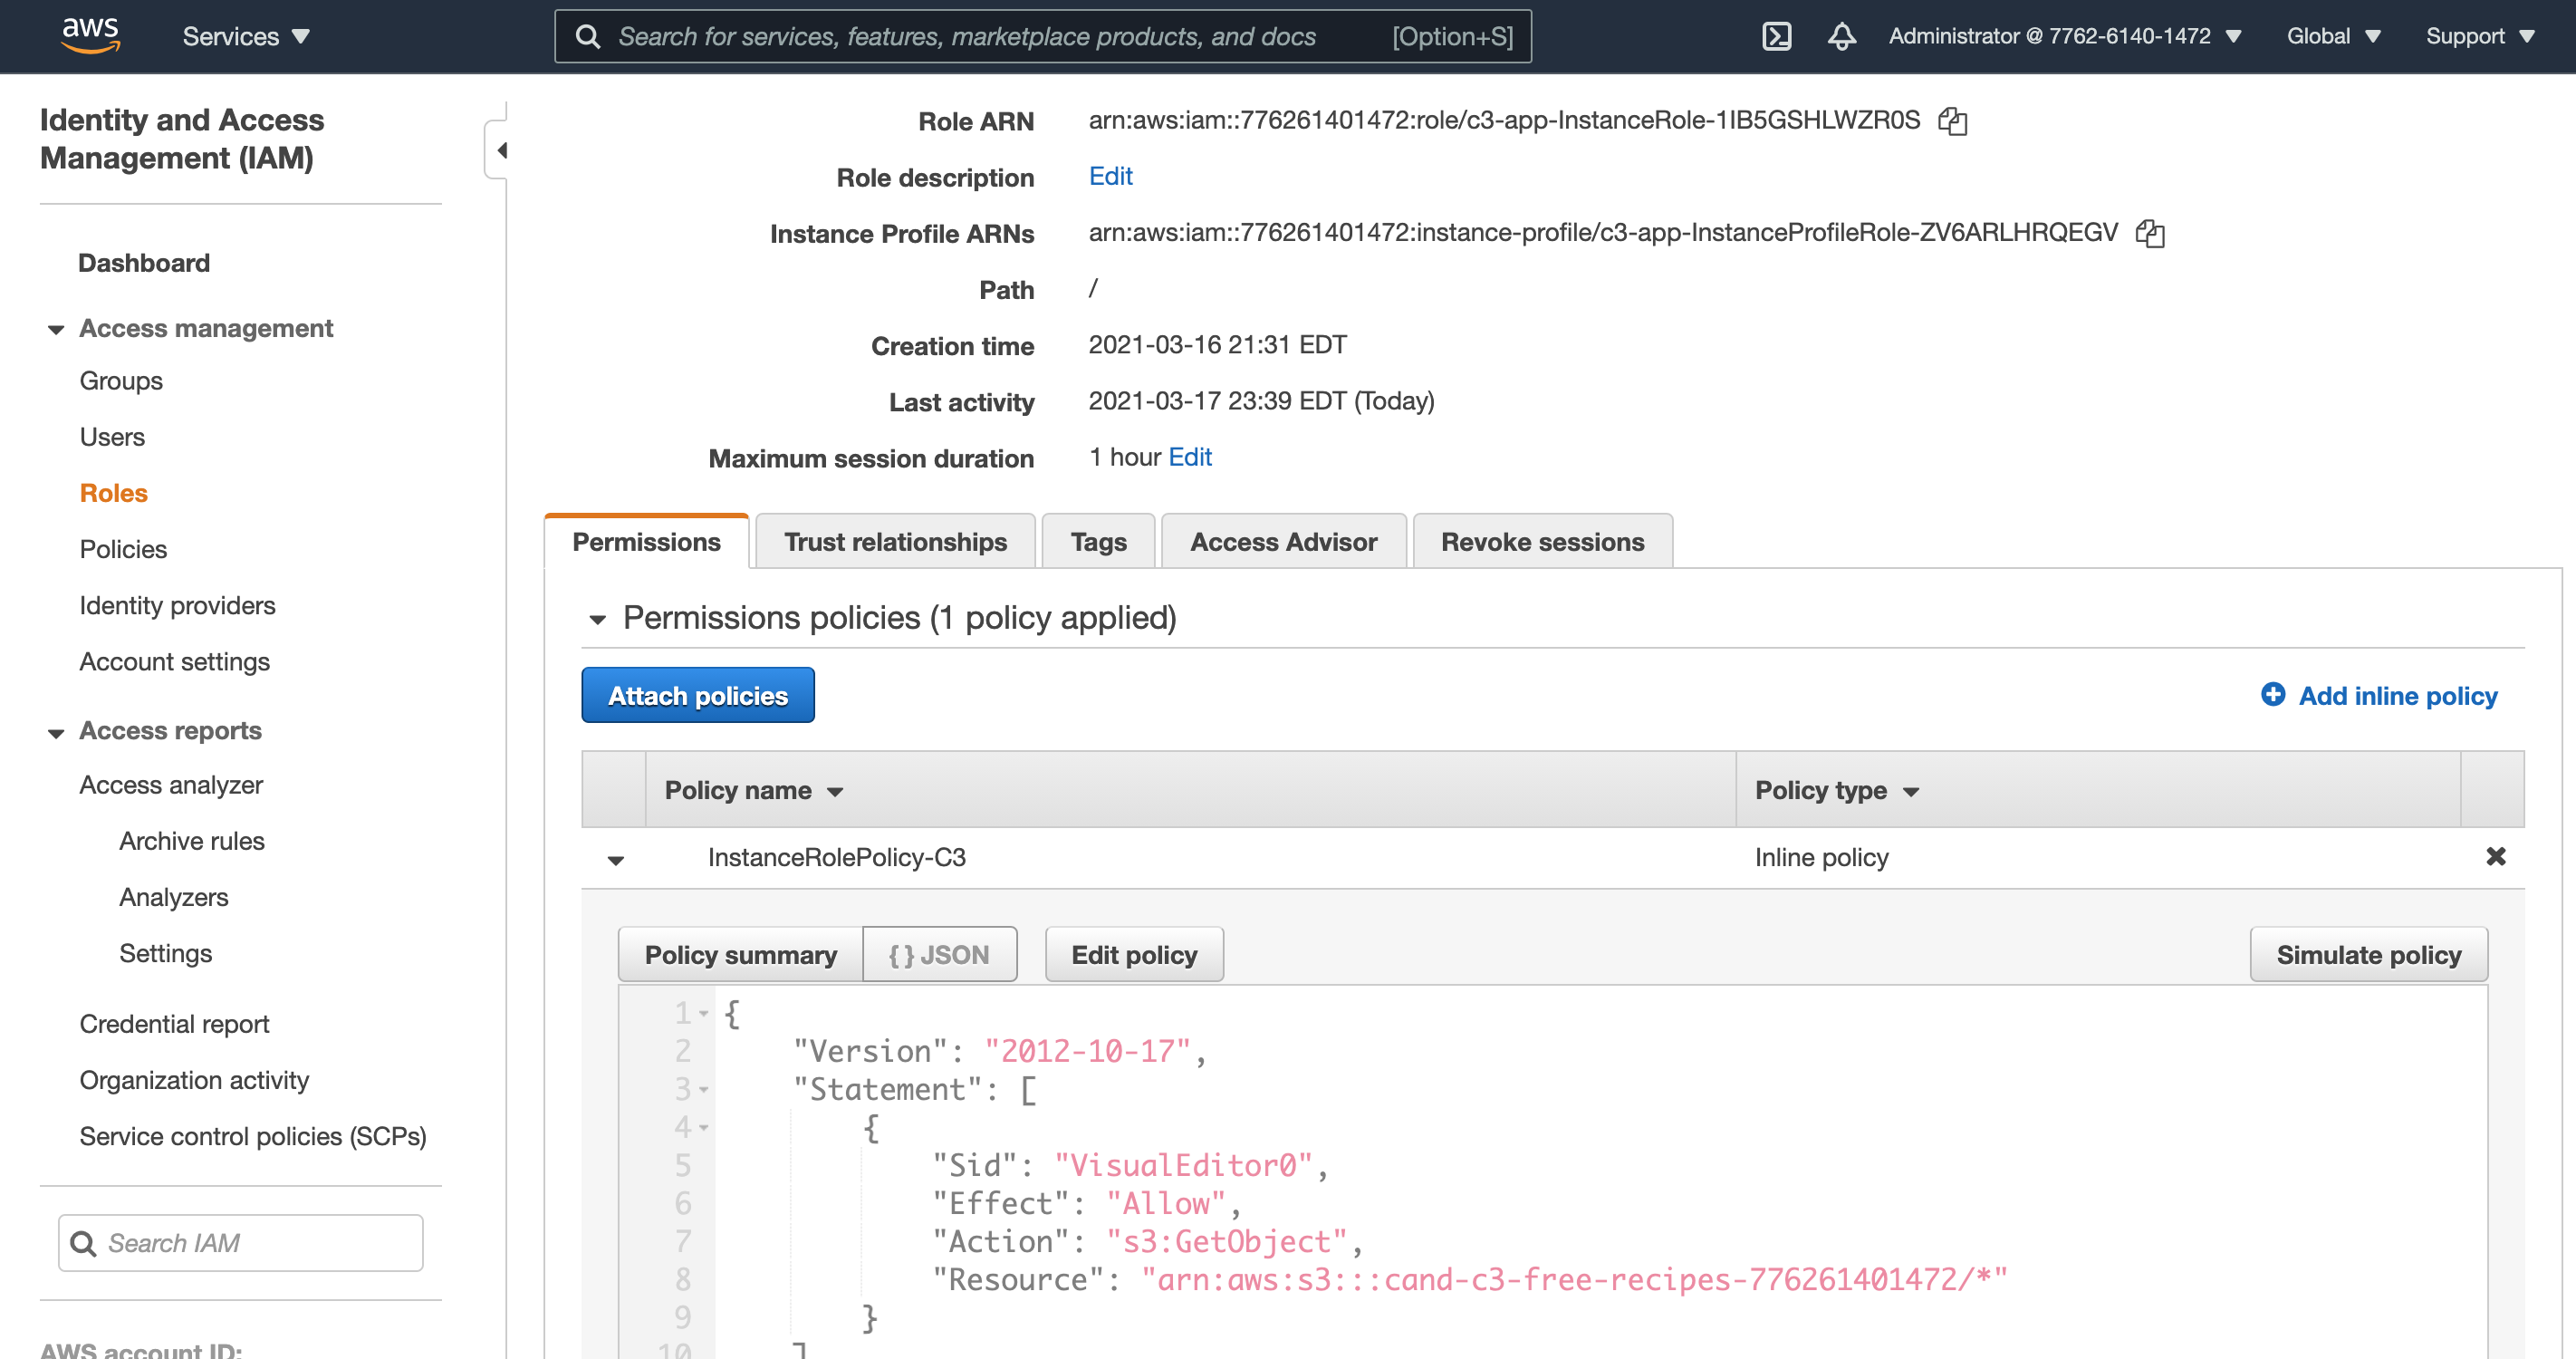 aws
Services
Search for services, features, marketplace products, and docs [Option+S]
Administrator @ 7762-6140-1472
Global
Support
Identity and Access
Management (IAM)
Dashboard
Access management
Groups
Users
Roles
Policies
Identity providers
Account settings
Access reports
Access analyzer
Archive rules
Analyzers
Settings
Credential report
Organization activity
Service control policies (SCPs)
Search IAM
AWS account ID:
Role ARN arn:aws:iam::776261401472:role/c3-app-InstanceRole-1IB5GSHLWZR0S
Role description Edit
Instance Profile ARNs arn:aws:iam::776261401472:instance-profile/c3-app-InstanceProfileRole-ZV6ARLHRQEGV
Path /
Creation time 2021-03-16 21:31 EDT
Last activity 2021-03-17 23:39 EDT (Today)
Maximum session duration 1 hour Edit
Permissions Trust relationships Tags Access Advisor Revoke sessions
Permissions policies (1 policy applied)
Attach policies
Add inline policy
Policy name Policy type
InstanceRolePolicy-C3 Inline policy
Policy summary { } JSON Edit policy Simulate policy
1 {
2 "Version": "2012-10-17",
3 "Statement": [
4 {
5 "Sid": "VisualEditor0",
6 "Effect": "Allow",
7 "Action": "s3:GetObject",
8 "Resource": "arn:aws:s3:::cand-c3-free-recipes-776261401472/*"
9 }
10 ]